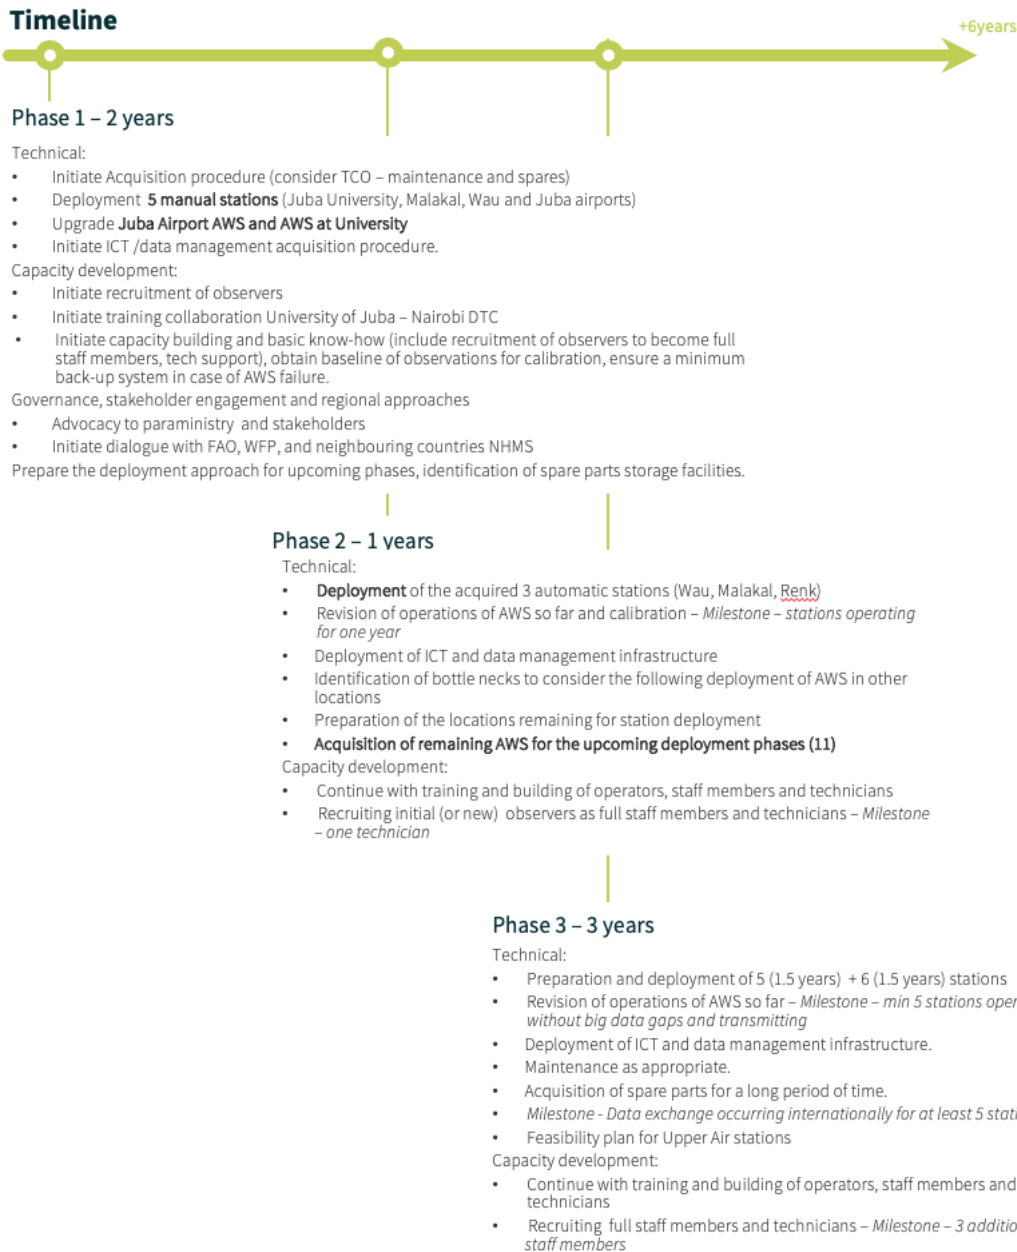 Timeline
+6years
Phase 1 – 2 years
Technical:
• Initiate Acquisition procedure (consider TCO – maintenance and spares)
• Deployment 5 manual stations (Juba University, Malakal, Wau and Juba airports)
• Upgrade Juba Airport AWS and AWS at University
• Initiate ICT /data management acquisition procedure.
Capacity development:
• Initiate recruitment of observers
• Initiate training collaboration University of Juba – Nairobi DTC
• Initiate capacity building and basic know-how (include recruitment of observers to become full
staff members, tech support), obtain baseline of observations for calibration, ensure a minimum
back-up system in case of AWS failure.
Governance, stakeholder engagement and regional approaches
• Advocacy to paraministry and stakeholders
• Initiate dialogue with FAO, WFP, and neighbouring countries NHMS
Prepare the deployment approach for upcoming phases, identification of spare parts storage facilities.
Phase 2 – 1 years
Technical:
• Deployment of the acquired 3 automatic stations (Wau, Malakal, Renk)
• Revision of operations of AWS so far and calibration – Milestone – stations operating
for one year
• Deployment of ICT and data management infrastructure
• Identification of bottle necks to consider the following deployment of AWS in other
locations
• Preparation of the locations remaining for station deployment
• Acquisition of remaining AWS for the upcoming deployment phases (11)
Capacity development:
• Continue with training and building of operators, staff members and technicians
• Recruiting initial (or new) observers as full staff members and technicians – Milestone
– one technician
Phase 3 – 3 years
Technical:
• Preparation and deployment of 5 (1.5 years) + 6 (1.5 years) stations
• Revision of operations of AWS so far – Milestone – min 5 stations
without big data gaps and transmitting
• Deployment of ICT and data management infrastructure.
• Maintenance as appropriate.
• Acquisition of spare parts for a long period of time.
• Milestone - Data exchange occurring internationally for at least 5
• Feasibility plan for Upper Air stations
Capacity development:
• Continue with training and building of operators, staff members and
technicians
• Recruiting full staff members and technicians – Milestone – 3
staff members